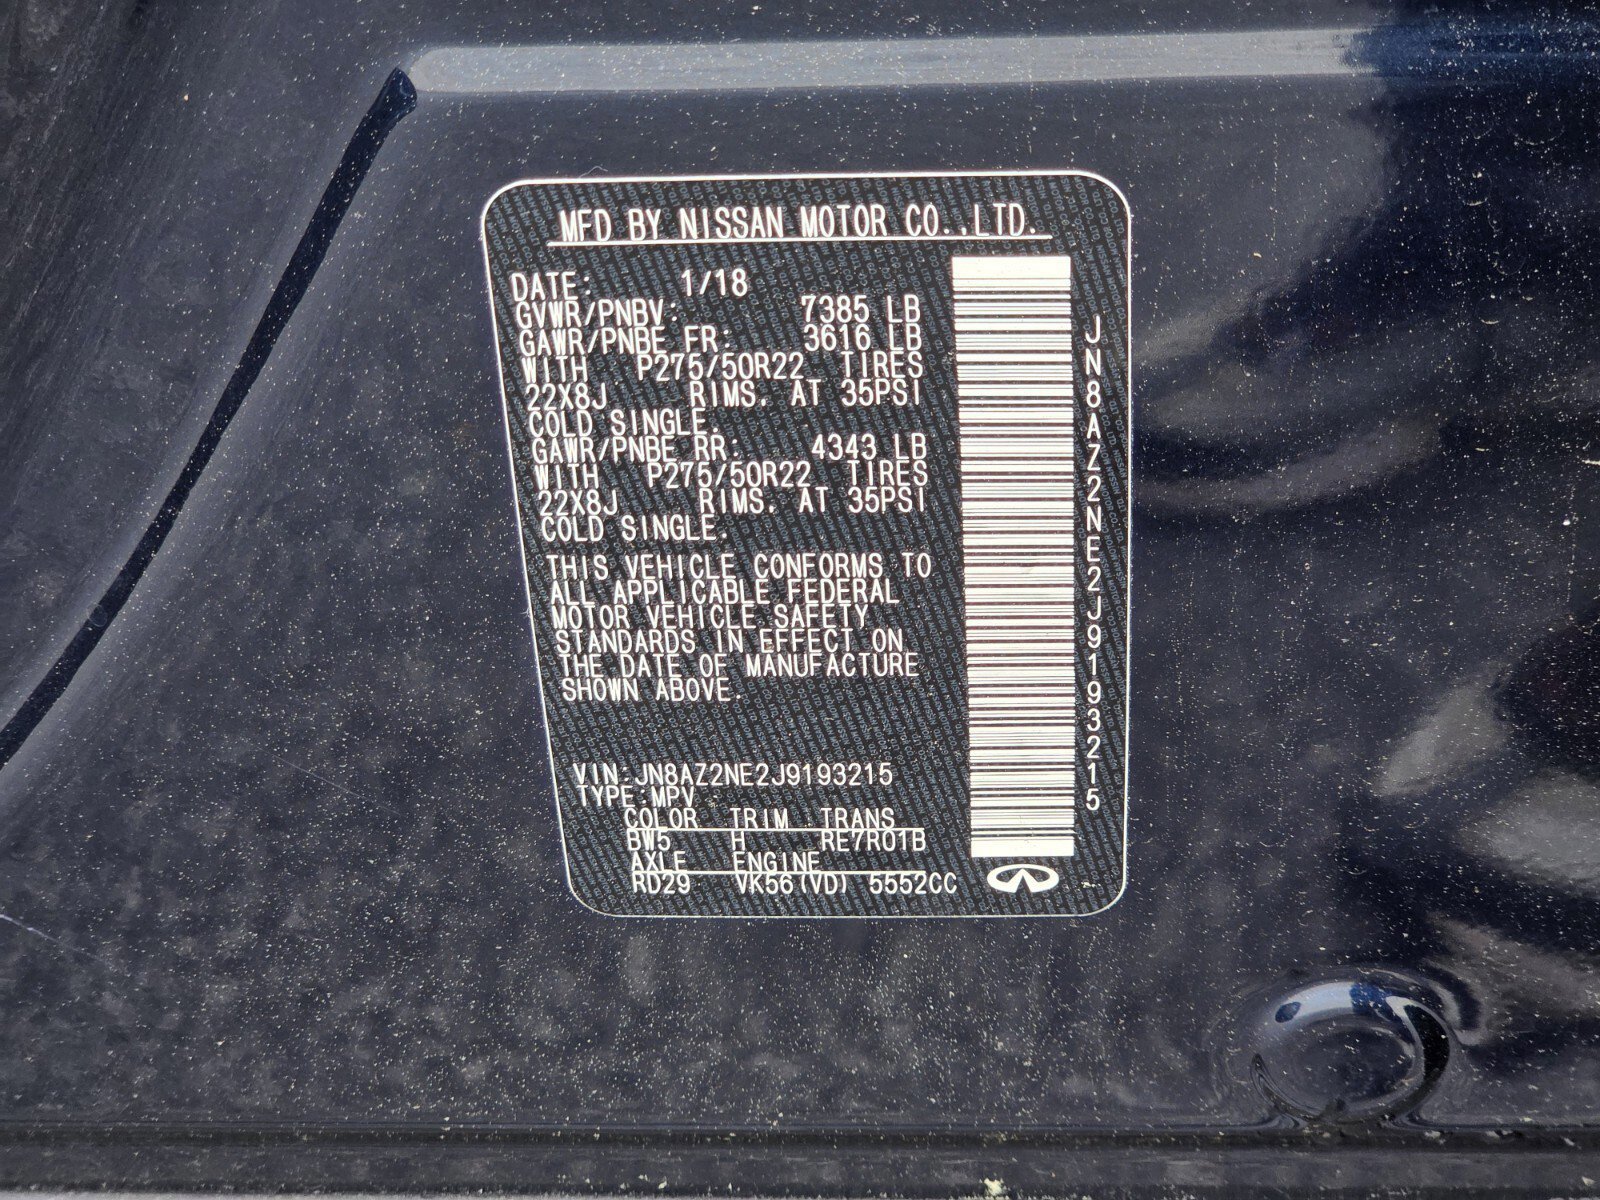 MFD BY NISSAN MOTOR CO.,LTD.
DATE: 1/18
GVWR/PNBV: 7385 LB
GAWR/PNBE FR: 3616 LB
WITH P275/50R22 TIRES
22X8J RIMS. AT 35PSI
COLD SINGLE.
GAWR/PNBE RR: 4343 LB
WITH P275/50R22 TIRES
22X8J RIMS. AT 35PSI
COLD SINGLE.
THIS VEHICLE CONFORMS TO
ALL APPLICABLE FEDERAL
MOTOR VEHICLE SAFETY
STANDARDS IN EFFECT ON
THE DATE OF MANUFACTURE
SHOWN ABOVE.
VIN:JN8AZ2NE2J9193215
TYPE:MPV
COLOR TRIM TRANS
BW5 H RE7R01B
AXLE ENGINE
RD29 VK56(VD) 5552CC
JN8AZ2NE2J9193215